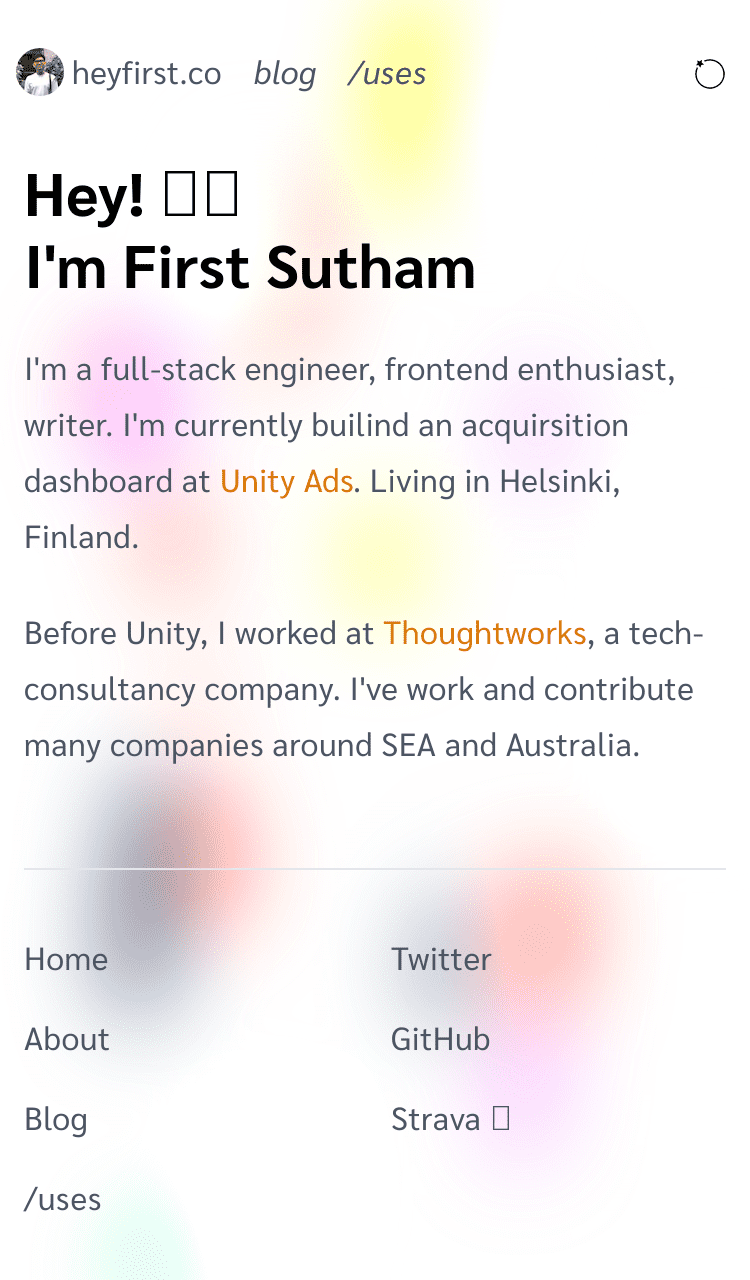 heyfirst.co blog /uses
Hey! 
I'm First Sutham
I'm a full-stack engineer, frontend enthusiast,
writer. I'm currently builind an acquirsition
dashboard at Unity Ads. Living in Helsinki,
Finland.
Before Unity, I worked at Thoughtworks, a tech-
consultancy company. I've work and contribute
many companies around SEA and Australia.
Home
Twitter
About
GitHub
Blog
Strava
/uses